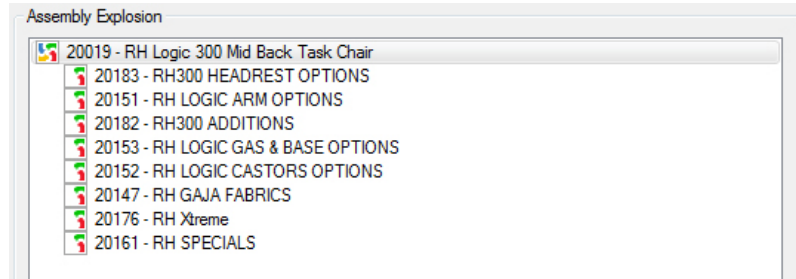 Assembly Explosion
20019 - RH Logic 300 Mid Back Task Chair
20183 - RH300 HEADREST OPTIONS
20151 - RH LOGIC ARM OPTIONS
20182 - RH300 ADDITIONS
20153 - RH LOGIC GAS & BASE OPTIONS
20152 - RH LOGIC CASTORS OPTIONS
20147 - RH GAJA FABRICS
20176 - RH Xtreme
20161 - RH SPECIALS